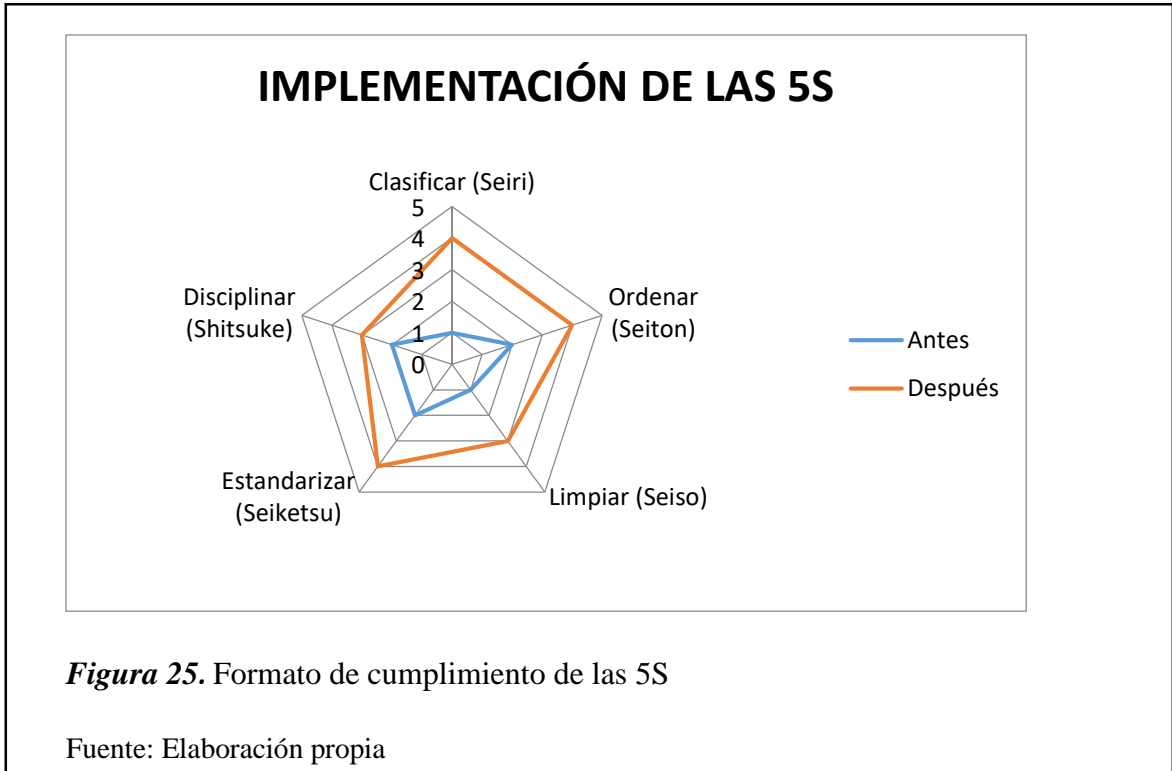 IMPLEMENTACIÓN DE LAS 5S
Clasificar (Seiri)
5
4
3
2
1
0
Ordenar
(Seiton)
Limpiar (Seiso)
Estandarizar
(Seiketsu)
Disciplinar
(Shitsuke)
Antes
Después
Figura 25. Formato de cumplimiento de las 5S
Fuente: Elaboración propia